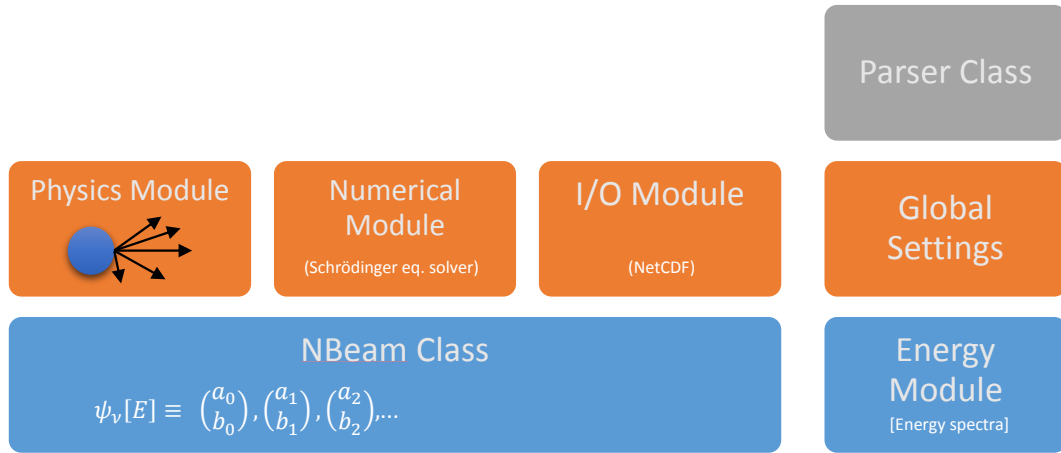 Parser Class
Physics Module
Numerical
Module
(Schrödinger eq. solver)
I/O Module
(NetCDF)
Global
Settings
NBeam Class
ψ_ν[E] ≡ (a_0 b_0), (a_1 b_1), (a_2 b_2),...
Energy
Module
[Energy spectra]